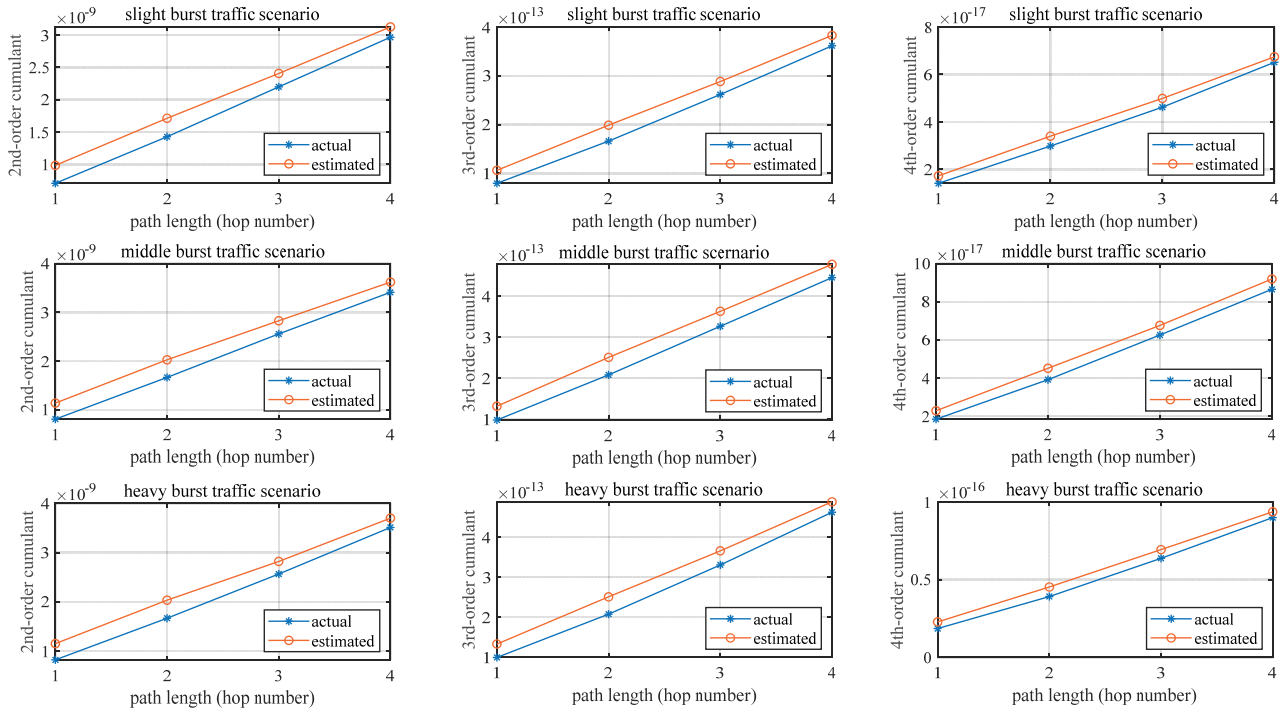 ×10-9
slight burst traffic scenario
2nd-order cumulant
3
2.5
2
1.5
1
actual
estimated
1 2 3 4
path length (hop number)
×10-13
slight burst traffic scenario
3rd-order cumulant
4
3
2
1
actual
estimated
1 2 3 4
path length (hop number)
×10-17
slight burst traffic scenario
4th-order cumulant
8
6
4
2
actual
estimated
1 2 3 4
path length (hop number)
×10-9
middle burst traffic scenario
2nd-order cumulant
4
3
2
1
actual
estimated
1 2 3 4
path length (hop number)
×10-13
middle burst traffic scernario
3rd-order cumulant
4
3
2
1
actual
estimated
1 2 3 4
path length (hop number)
×10-17
middle burst traffic scenario
4th-order cumulant
10
8
6
4
2
actual
estimated
1 2 3 4
path length (hop number)
×10-9
heavy burst traffic scenario
2nd-order cumulant
4
3
2
1
actual
estimated
1 2 3 4
path length (hop number)
×10-13
heavy burst traffic scenario
3rd-order cumulant
4
3
2
1
actual
estimated
1 2 3 4
path length (hop number)
×10-16
heavy burst traffic scenario
4th-order cumulant
1
0.5
0
actual
estimated
1 2 3 4
path length (hop number)